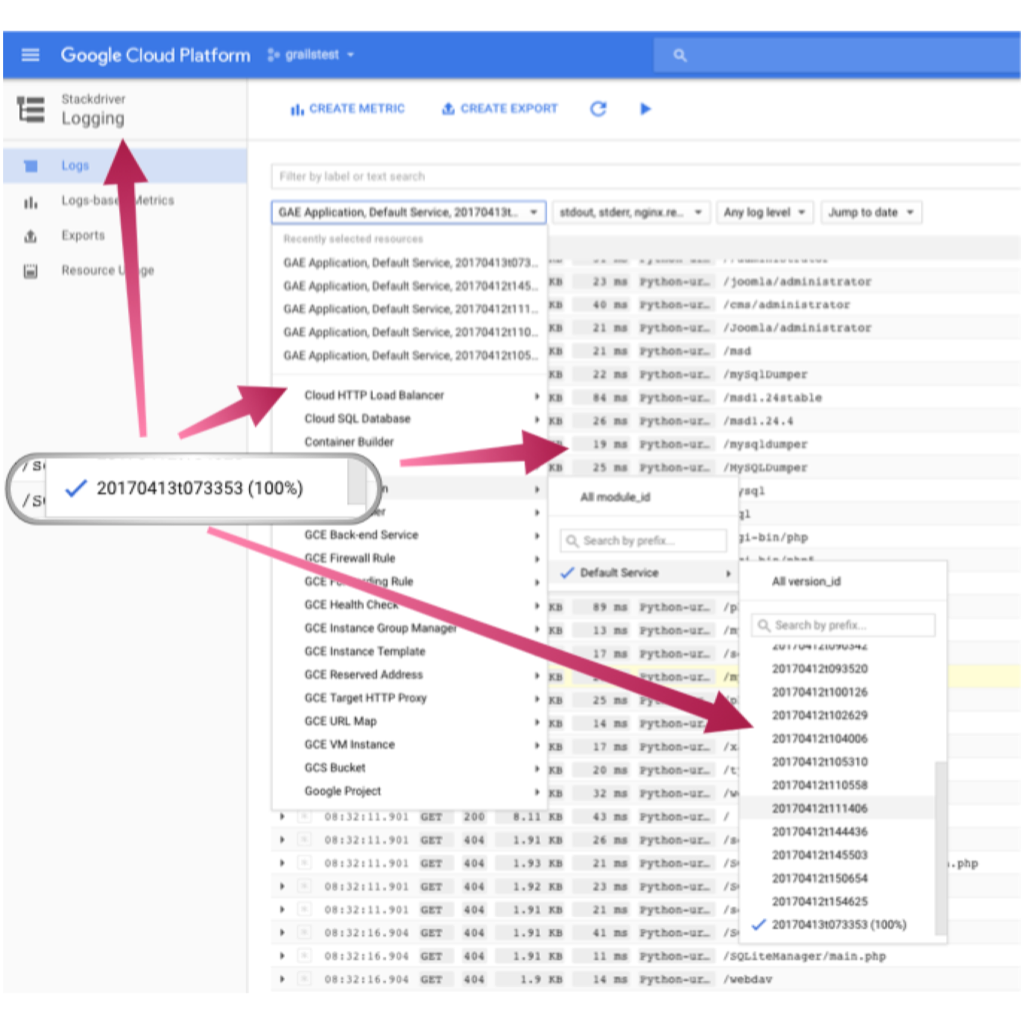 Google Cloud Platform grailstest
Stackdriver
Logging
CREATE METRIC CREATE EXPORT
Logs
Logs-based Metrics
Exports
Resource Usage
Filter by label or text search
GAE Application, Default Service, 20170413t... stdout, stderr, nginx.re... Any log level Jump to date
Recently selected resources
GAE Application, Default Service, 20170413t073...
GAE Application, Default Service, 20170412t145...
GAE Application, Default Service, 20170412t111...
GAE Application, Default Service, 20170412t110...
GAE Application, Default Service, 20170412t105...
Cloud HTTP Load Balancer
Cloud SQL Database
Container Builder
GCE Back-end Service
GCE Firewall Rule
GCE Forwarding Rule
GCE Health Check
GCE Instance Group Manager
GCE Instance Template
GCE Reserved Address
GCE Target HTTP Proxy
GCE URL Map
GCE VM Instance
GCS Bucket
Google Project
20170413t073353 (100%)
KB 23 ms Python-ur… /joomla/administrator
KB 40 ms Python-ur… /cms/administrator
KB 21 ms Python-ur… /Joomla/administrator
KB 21 ms Python-ur… /msd
KB 22 ms Python-ur… /mySqlDumper
KB 84 ms Python-ur… /msd1.24stable
KB 26 ms Python-ur… /msd1.24.4
19 ms Python-ur… /mysqldumper
KB 25 ms Python-ur… /MySQLDumper
All module_id
Search by prefix...
Default Service
KB 89 ms Python-ur…
KB 13 ms Python-ur…
17 ms Python-ur…
KB 25 ms
KB 14 ms Python-ur…
KB 17 ms Python-ur…
KB 20 ms Python-ur…
KB 32 ms Python-ur…
All version_id
Search by prefix...
20170412t093520
20170412t100126
20170412t102629
20170412t104006
20170412t105310
20170412t110558
20170412t111406
20170412t144436
20170412t145503
20170412t150654
20170412t154625
20170413t073353 (100%)
08:32:11.901 GET 200 8.11 KB 43 ms Python-ur… /
08:32:11.901 GET 404 1.91 KB 26 ms Python-ur…
08:32:11.901 GET 404 1.93 KB 21 ms Python-ur… .php
08:32:11.901 GET 404 1.92 KB 23 ms Python-ur…
08:32:11.901 GET 404 1.91 KB 21 ms Python-ur…
08:32:16.904 GET 404 1.91 KB 41 ms Python-ur…
08:32:16.904 GET 404 1.91 KB 11 ms Python-ur… /SQLiteManager/main.php
08:32:16.904 GET 404 1.9 KB 14 ms Python-ur… /webdav